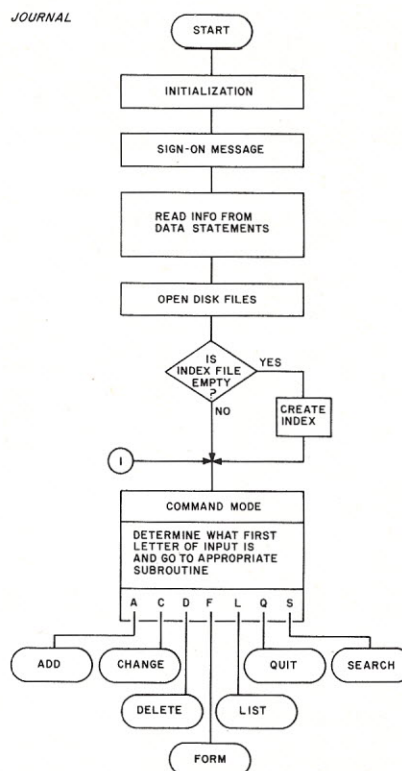 JOURNAL
START
INITIALIZATION
SIGN-ON MESSAGE
READ INFO FROM
DATA STATEMENTS
OPEN DISK FILES
IS
INDEX FILE
EMPTY
?
YES
NO
CREATE
INDEX
I
COMMAND MODE
DETERMINE WHAT FIRST
LETTER OF INPUT IS
AND GO TO APPROPRIATE
SUBROUTINE
A C D F L Q S
ADD CHANGE QUIT SEARCH
DELETE LIST
FORM